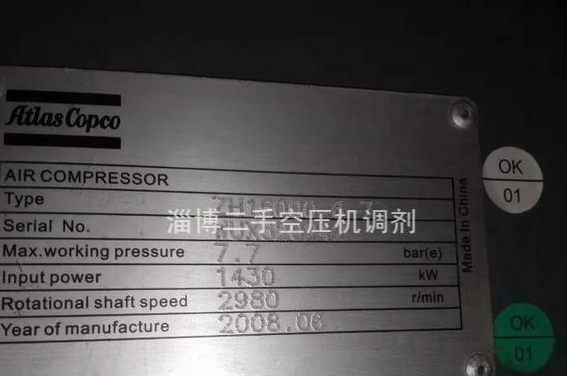 Atlas Copco
AIR COMPRESSOR
Type
Serial No.
淄博二手空压机调剂
Max.working pressure 7.7 bar(e)
Input power 1430 kW
Rotational shaft speed 2980 r/min
Year of manufacture 2008.06
Made in China
OK
01
OK
01